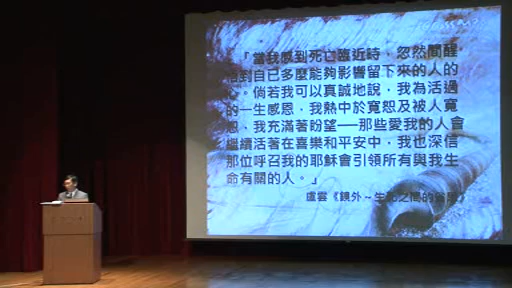 「當我感到死亡臨近時，忽然間醒
到自已多麼能夠影響留下來的人的
心。倘若我可以真誠地說，我為活過
的一生感恩，我熱中於寬恕及被人寬
恕，我充滿著盼望──那些愛我的人會
繼續活著在喜樂和平安中，我也深信
那位呼召我的耶穌會引領所有與我生
命有關的人。」
盧雲《鏡外～生死之間的